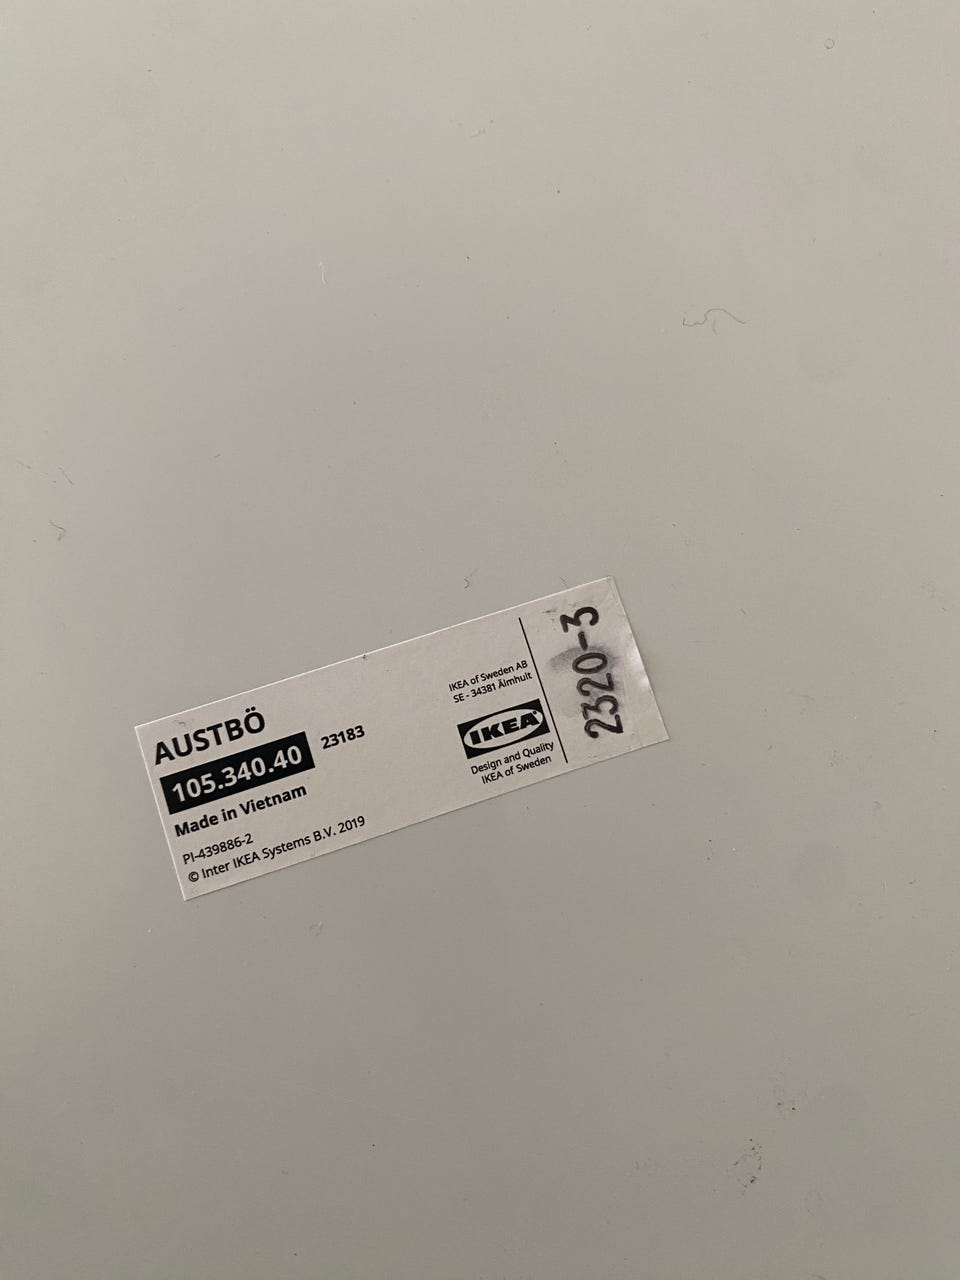 AUSTBÖ
105.340.40 23183
Made in Vietnam
PI-439886-2
© Inter IKEA Systems B.V. 2019
IKEA of Sweden AB
SE - 34381 Älmhult
IKEA®
Design and Quality
IKEA of Sweden
2320-3